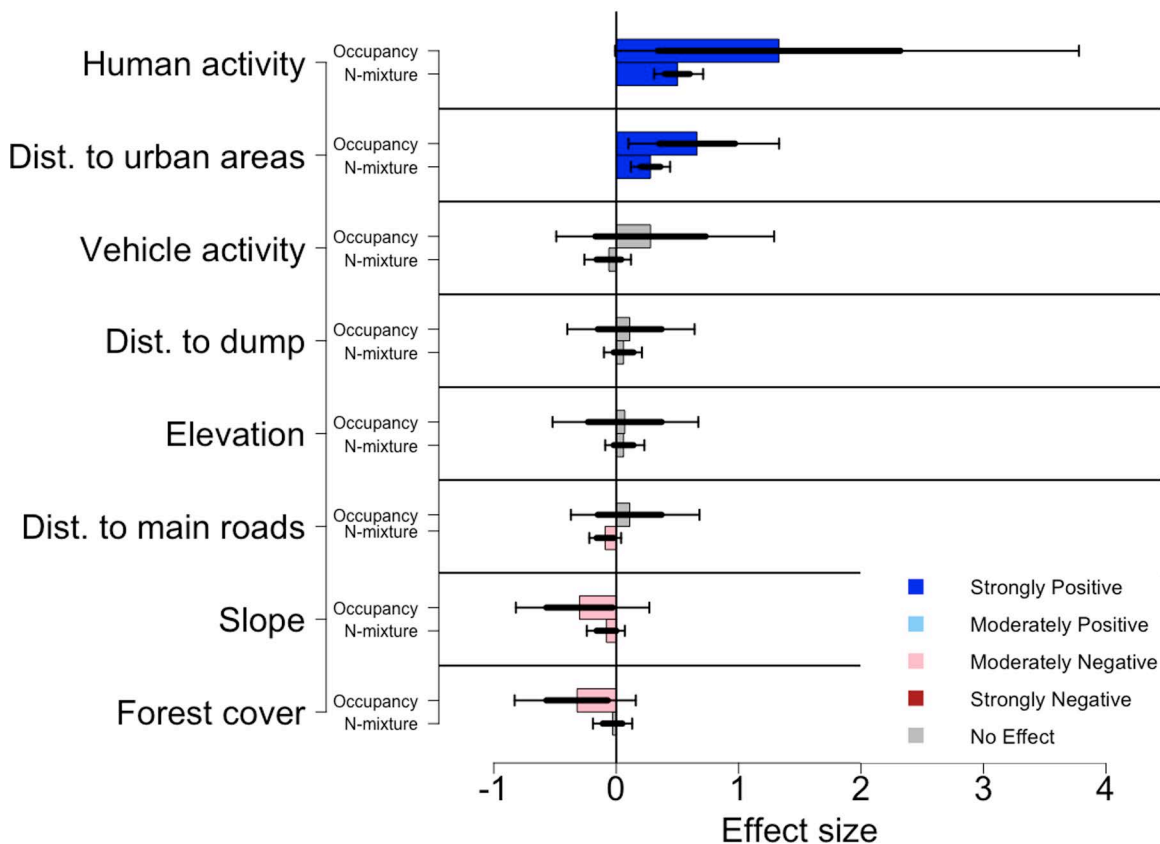 Human activity
Occupancy
N-mixture
Dist. to urban areas
Occupancy
N-mixture
Vehicle activity
Occupancy
N-mixture
Dist. to dump
Occupancy
N-mixture
Elevation
Occupancy
N-mixture
Dist. to main roads
Occupancy
N-mixture
Slope
Occupancy
N-mixture
Forest cover
Occupancy
N-mixture
Strongly Positive
Moderately Positive
Moderately Negative
Strongly Negative
No Effect
-1 0 1 2 3 4
Effect size